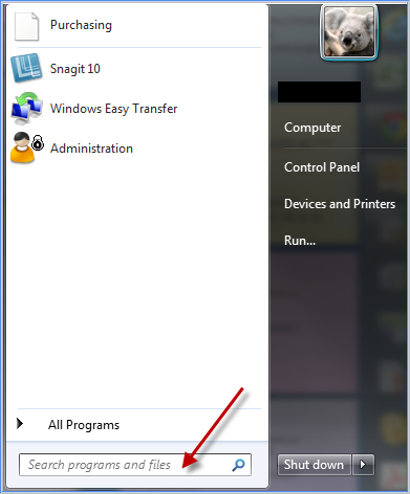 Purchasing
Snagit 10
Windows Easy Transfer
Administration
All Programs
Search programs and files
Computer
Control Panel
Devices and Printers
Run...
Shut down